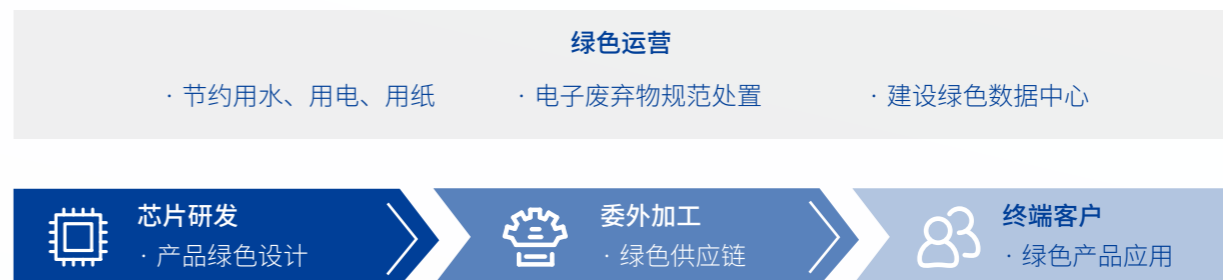 绿色运营
· 节约用水、用电、用纸 · 电子废弃物规范处置 · 建设绿色数据中心
芯片研发
· 产品绿色设计
委外加工
· 绿色供应链
终端客户
· 绿色产品应用